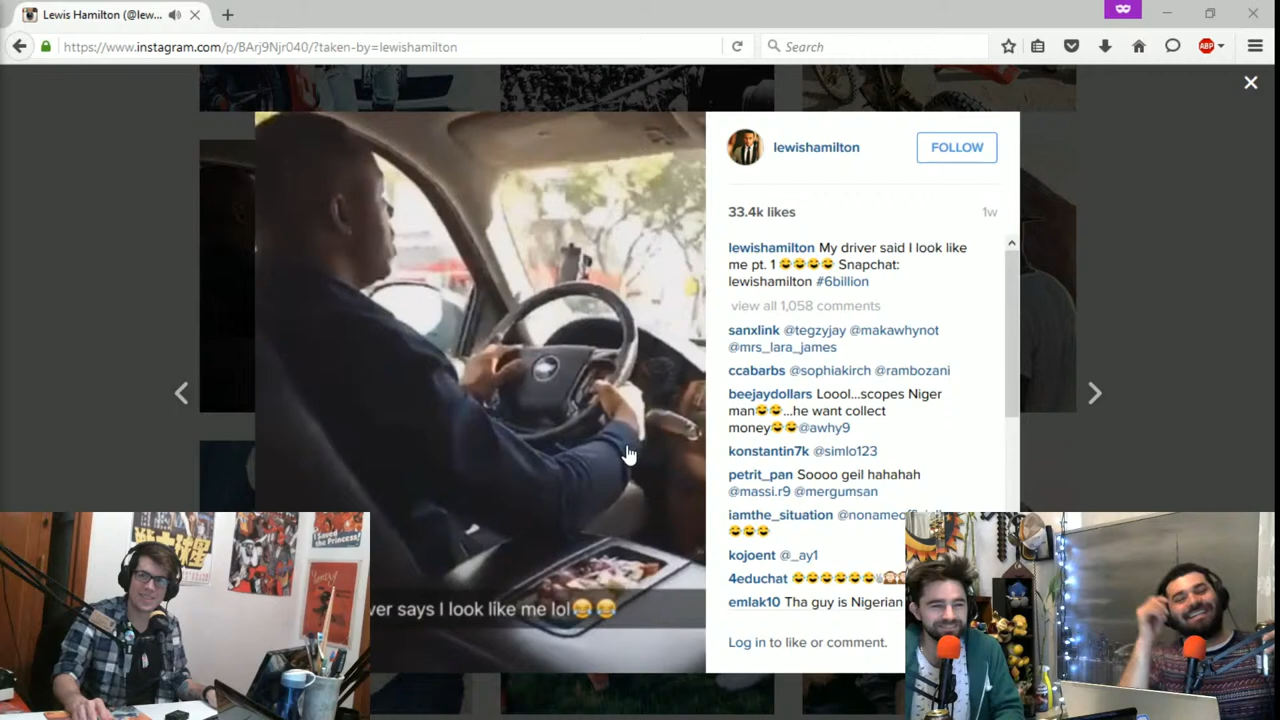 Lewis Hamilton (@lew...
https://www.instagram.com/p/BArj9Njr040/?taken-by=lewishamilton
Search
ABP
lewishamilton
FOLLOW
33.4k likes
1w
lewishamilton My driver said I look like
me pt. 1 😂😂😂😂 Snapchat:
lewishamilton #6billion
view all 1,058 comments
sanxlink @tegzyjay @makawhynot
@mrs_lara_james
ccabarbs @sophiakirch @rambozani
beejaydollars Loool...scopes Niger
man😂😂...he want collect
money😂😂@awhy9
konstantin7k @simlo123
petrit_pan Soooo geil hahahah
@massi.r9 @mergumsan
iamthe_situation
😂😂😂
kojoent @_ay1
4educhat 😂😂😂😂😂😂
emlak10 Tha guy is Nigerian
Log in to like or comment.
says I look like me lol😂😂
I Saved
the Princess!